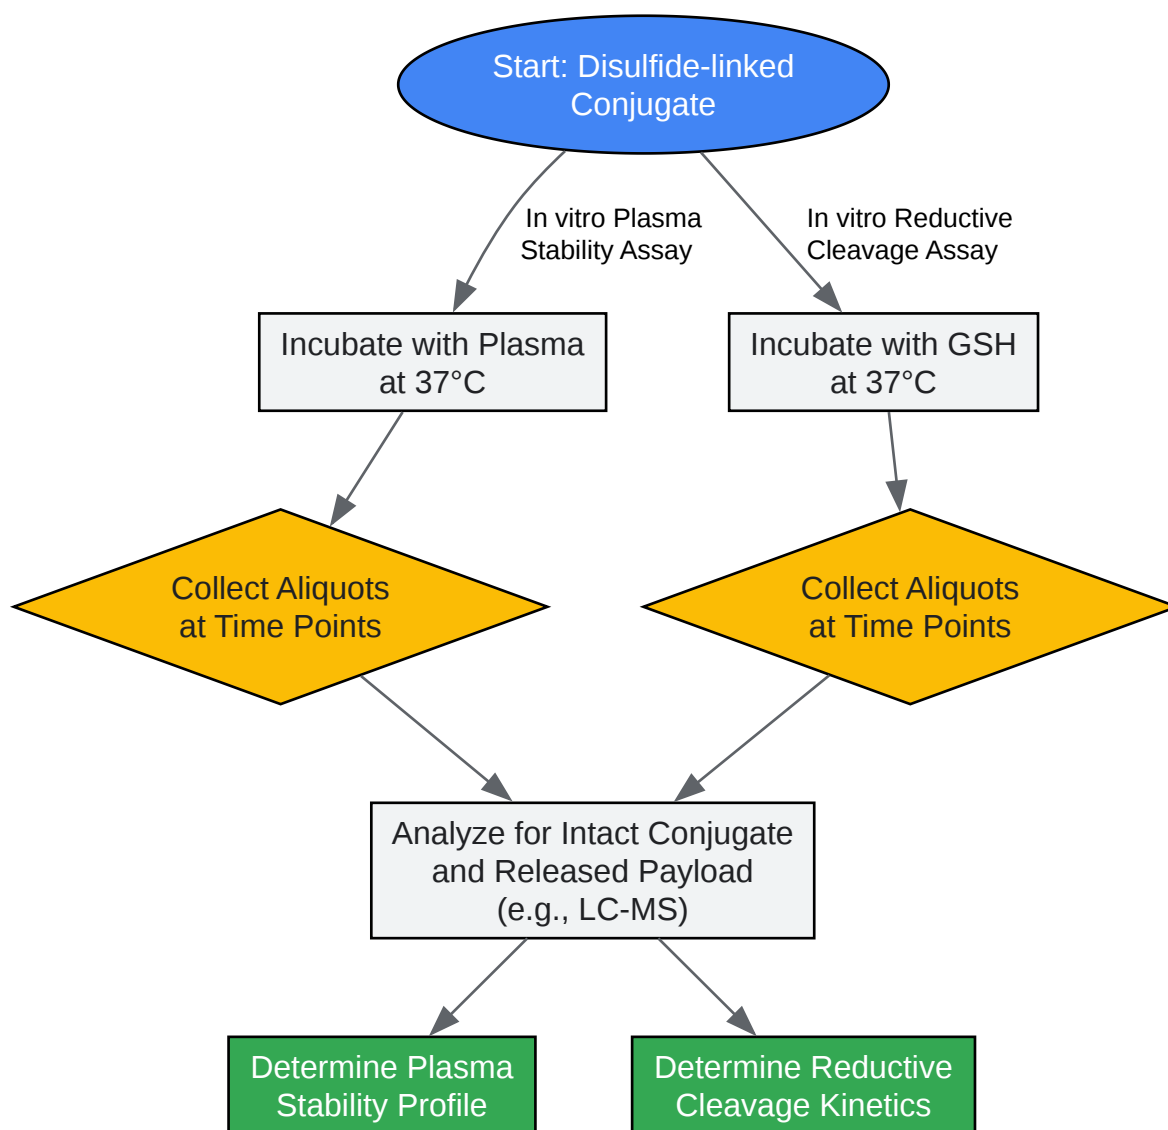 Start: Disulfide-linked
Conjugate
In vitro Plasma
Stability Assay
In vitro Reductive
Cleavage Assay
Incubate with Plasma
at 37°C
Incubate with GSH
at 37°C
Collect Aliquots
at Time Points
Collect Aliquots
at Time Points
Analyze for Intact Conjugate
and Released Payload
(e.g., LC-MS)
Determine Plasma
Stability Profile
Determine Reductive
Cleavage Kinetics